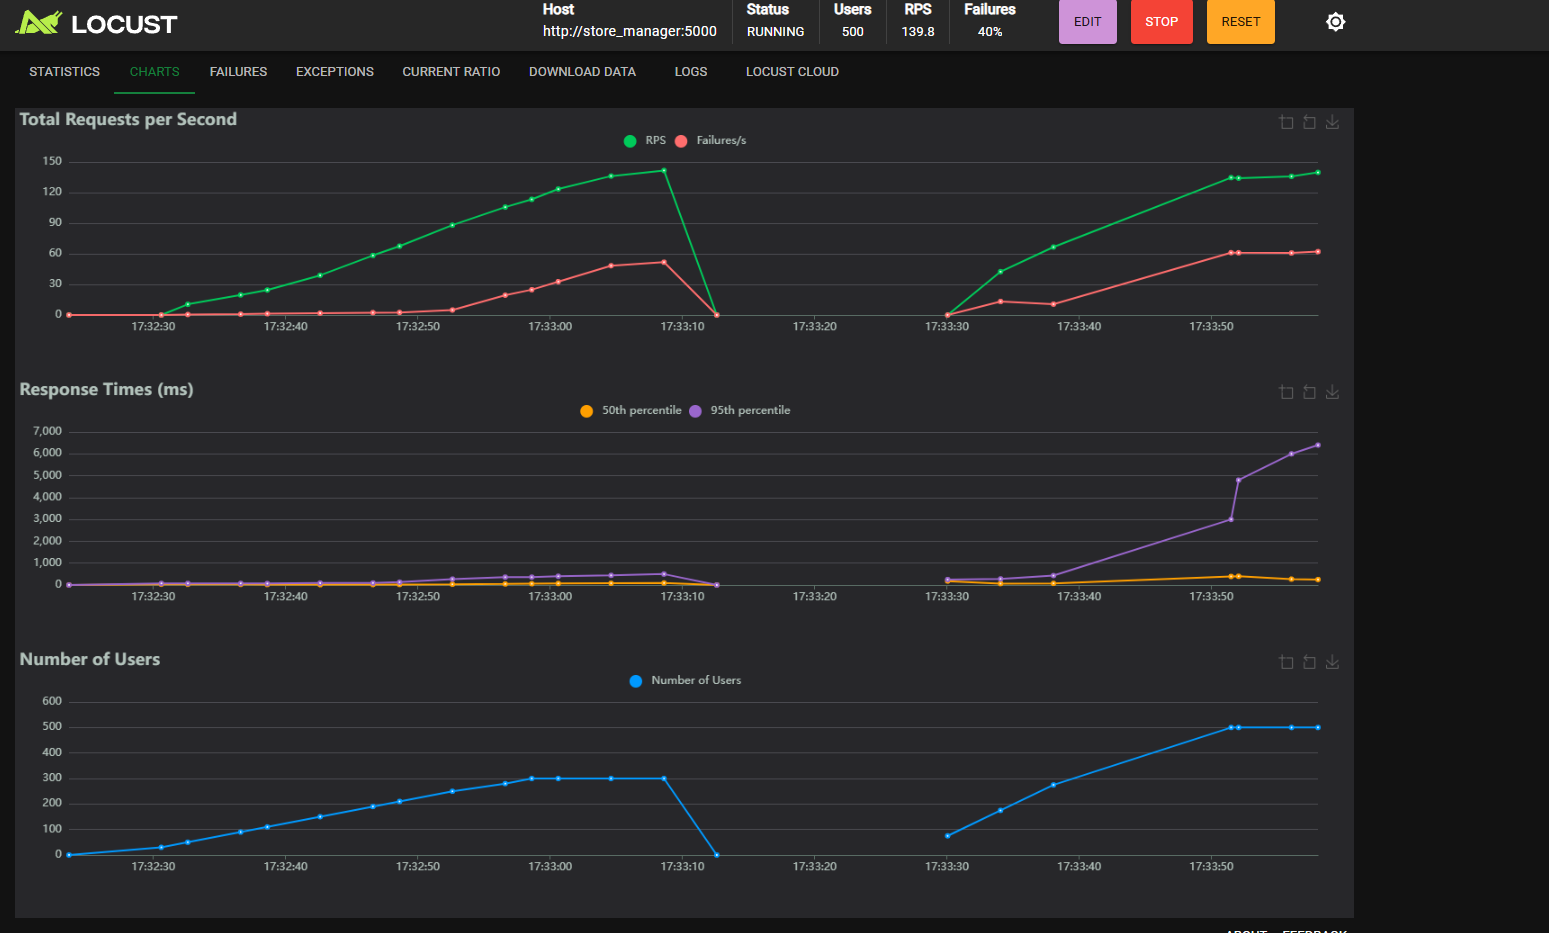 LOCUST
Host
http://store_manager:5000
Status
RUNNING
Users
500
RPS
139.8
Failures
40%
EDIT
STOP
RESET
STATISTICS CHARTS FAILURES EXCEPTIONS CURRENT RATIO DOWNLOAD DATA LOGS LOCUST CLOUD
Total Requests per Second
RPS Failures/s
150
120
90
60
30
0
17:32:30 17:32:40 17:32:50 17:33:00 17:33:10 17:33:20 17:33:30 17:33:40 17:33:50
Response Times (ms)
50th percentile 95th percentile
7,000
6,000
5,000
4,000
3,000
2,000
1,000
0
17:32:30 17:32:40 17:32:50 17:33:00 17:33:10 17:33:20 17:33:30 17:33:40 17:33:50
Number of Users
Number of Users
600
500
400
300
200
100
0
17:32:30 17:32:40 17:32:50 17:33:00 17:33:10 17:33:20 17:33:30 17:33:40 17:33:50
ABOUT FEEDBACK